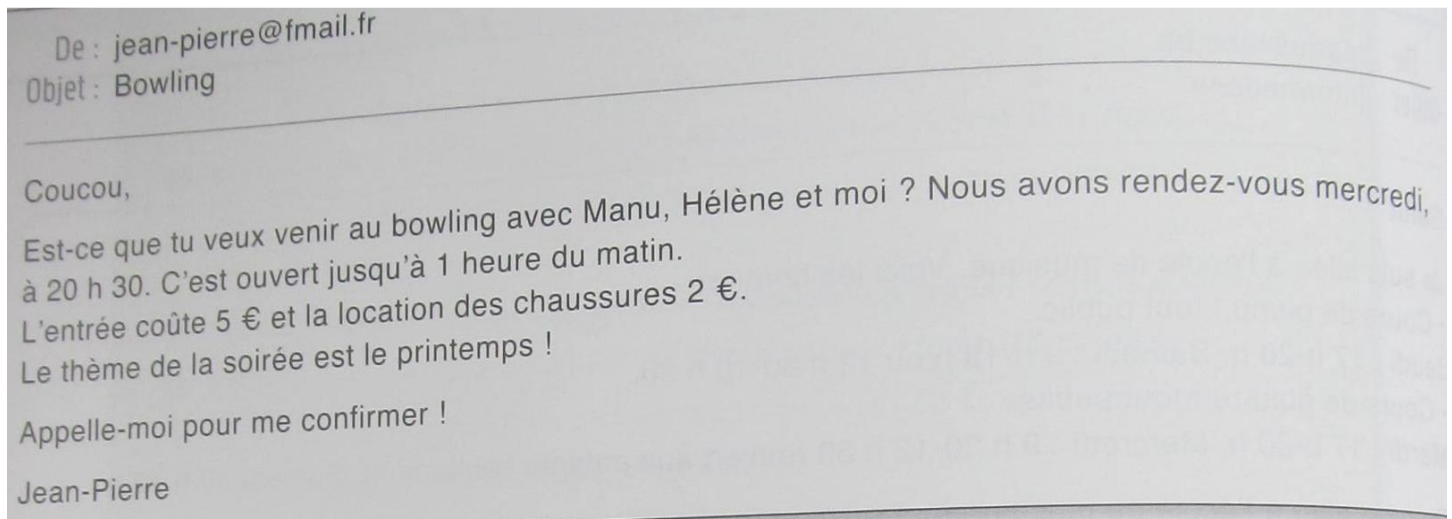 De : jean-pierre@fmail.fr
Objet : Bowling
Coucou,
Est-ce que tu veux venir au bowling avec Manu, Hélène et moi ? Nous avons rendez-vous mercredi,
à 20 h 30. C'est ouvert jusqu'à 1 heure du matin.
L'entrée coûte 5 € et la location des chaussures 2 €.
Le thème de la soirée est le printemps !
Appelle-moi pour me confirmer !
Jean-Pierre